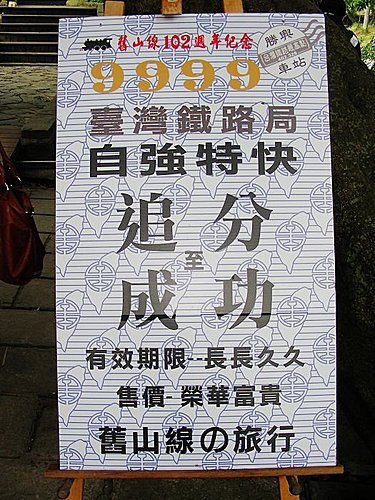 舊山線102週年紀念
勝興
車站
9999
臺灣鐵路局
自強特快
追分
至
成功
有效期限--長長久久
售價-榮華富貴
舊山線の旅行